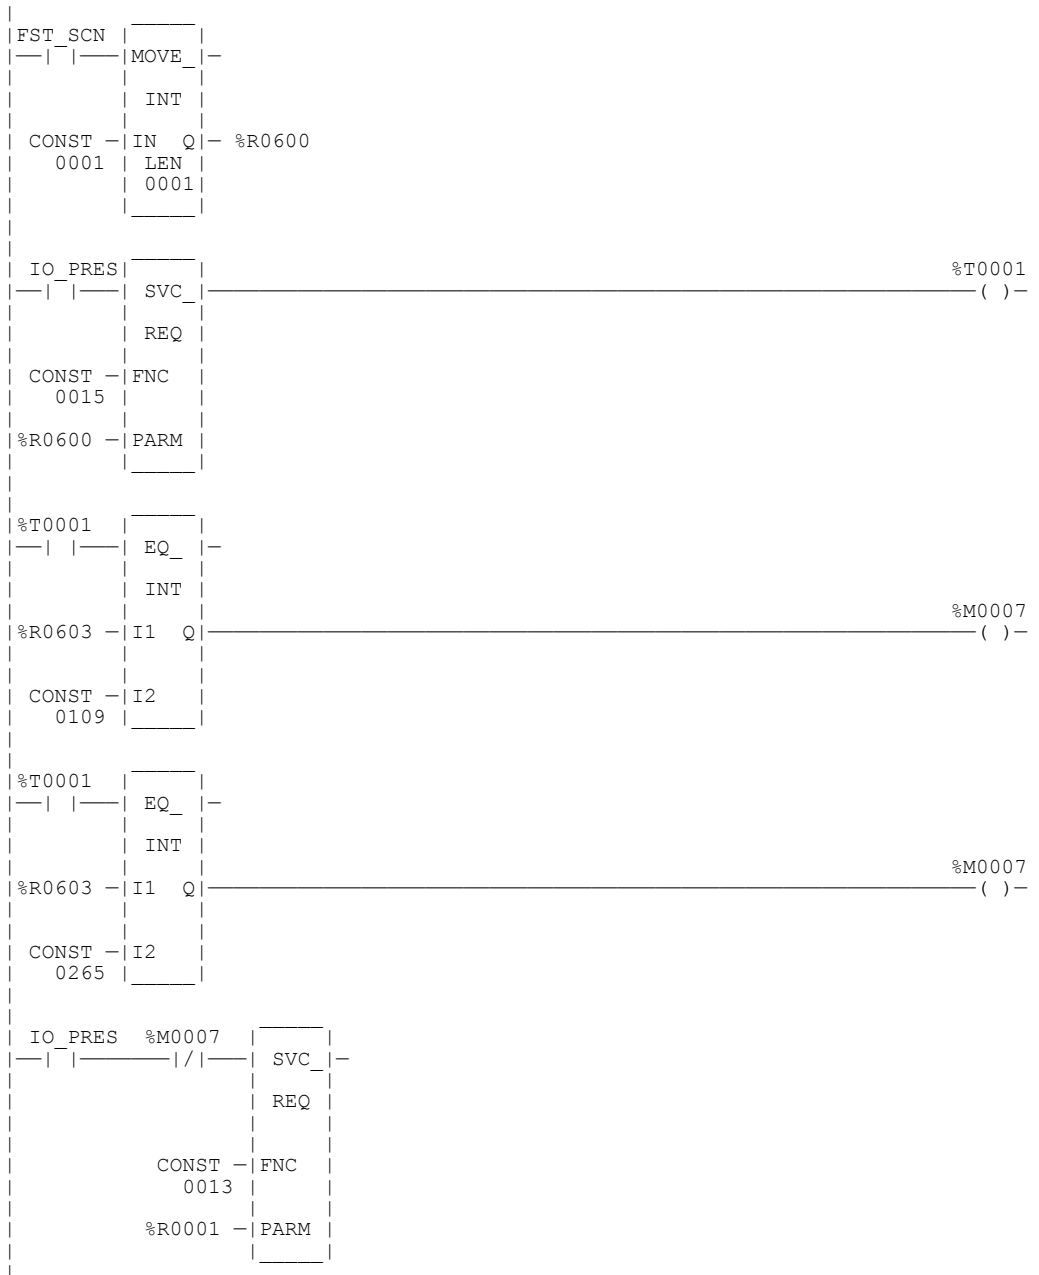 FST_SCN
MOVE_
INT
CONST IN Q %R0600
0001 LEN
0001
IO_PRES %T0001
SVC_ ( )
REQ
CONST FNC
0015
%R0600 PARM
%T0001
EQ_
INT
%M0007
%R0603 I1 Q ( )
CONST I2
0109
%T0001
EQ_
INT
%M0007
%R0603 I1 Q ( )
CONST I2
0265
IO_PRES %M0007
/ SVC_
REQ
CONST FNC
0013
%R0001 PARM